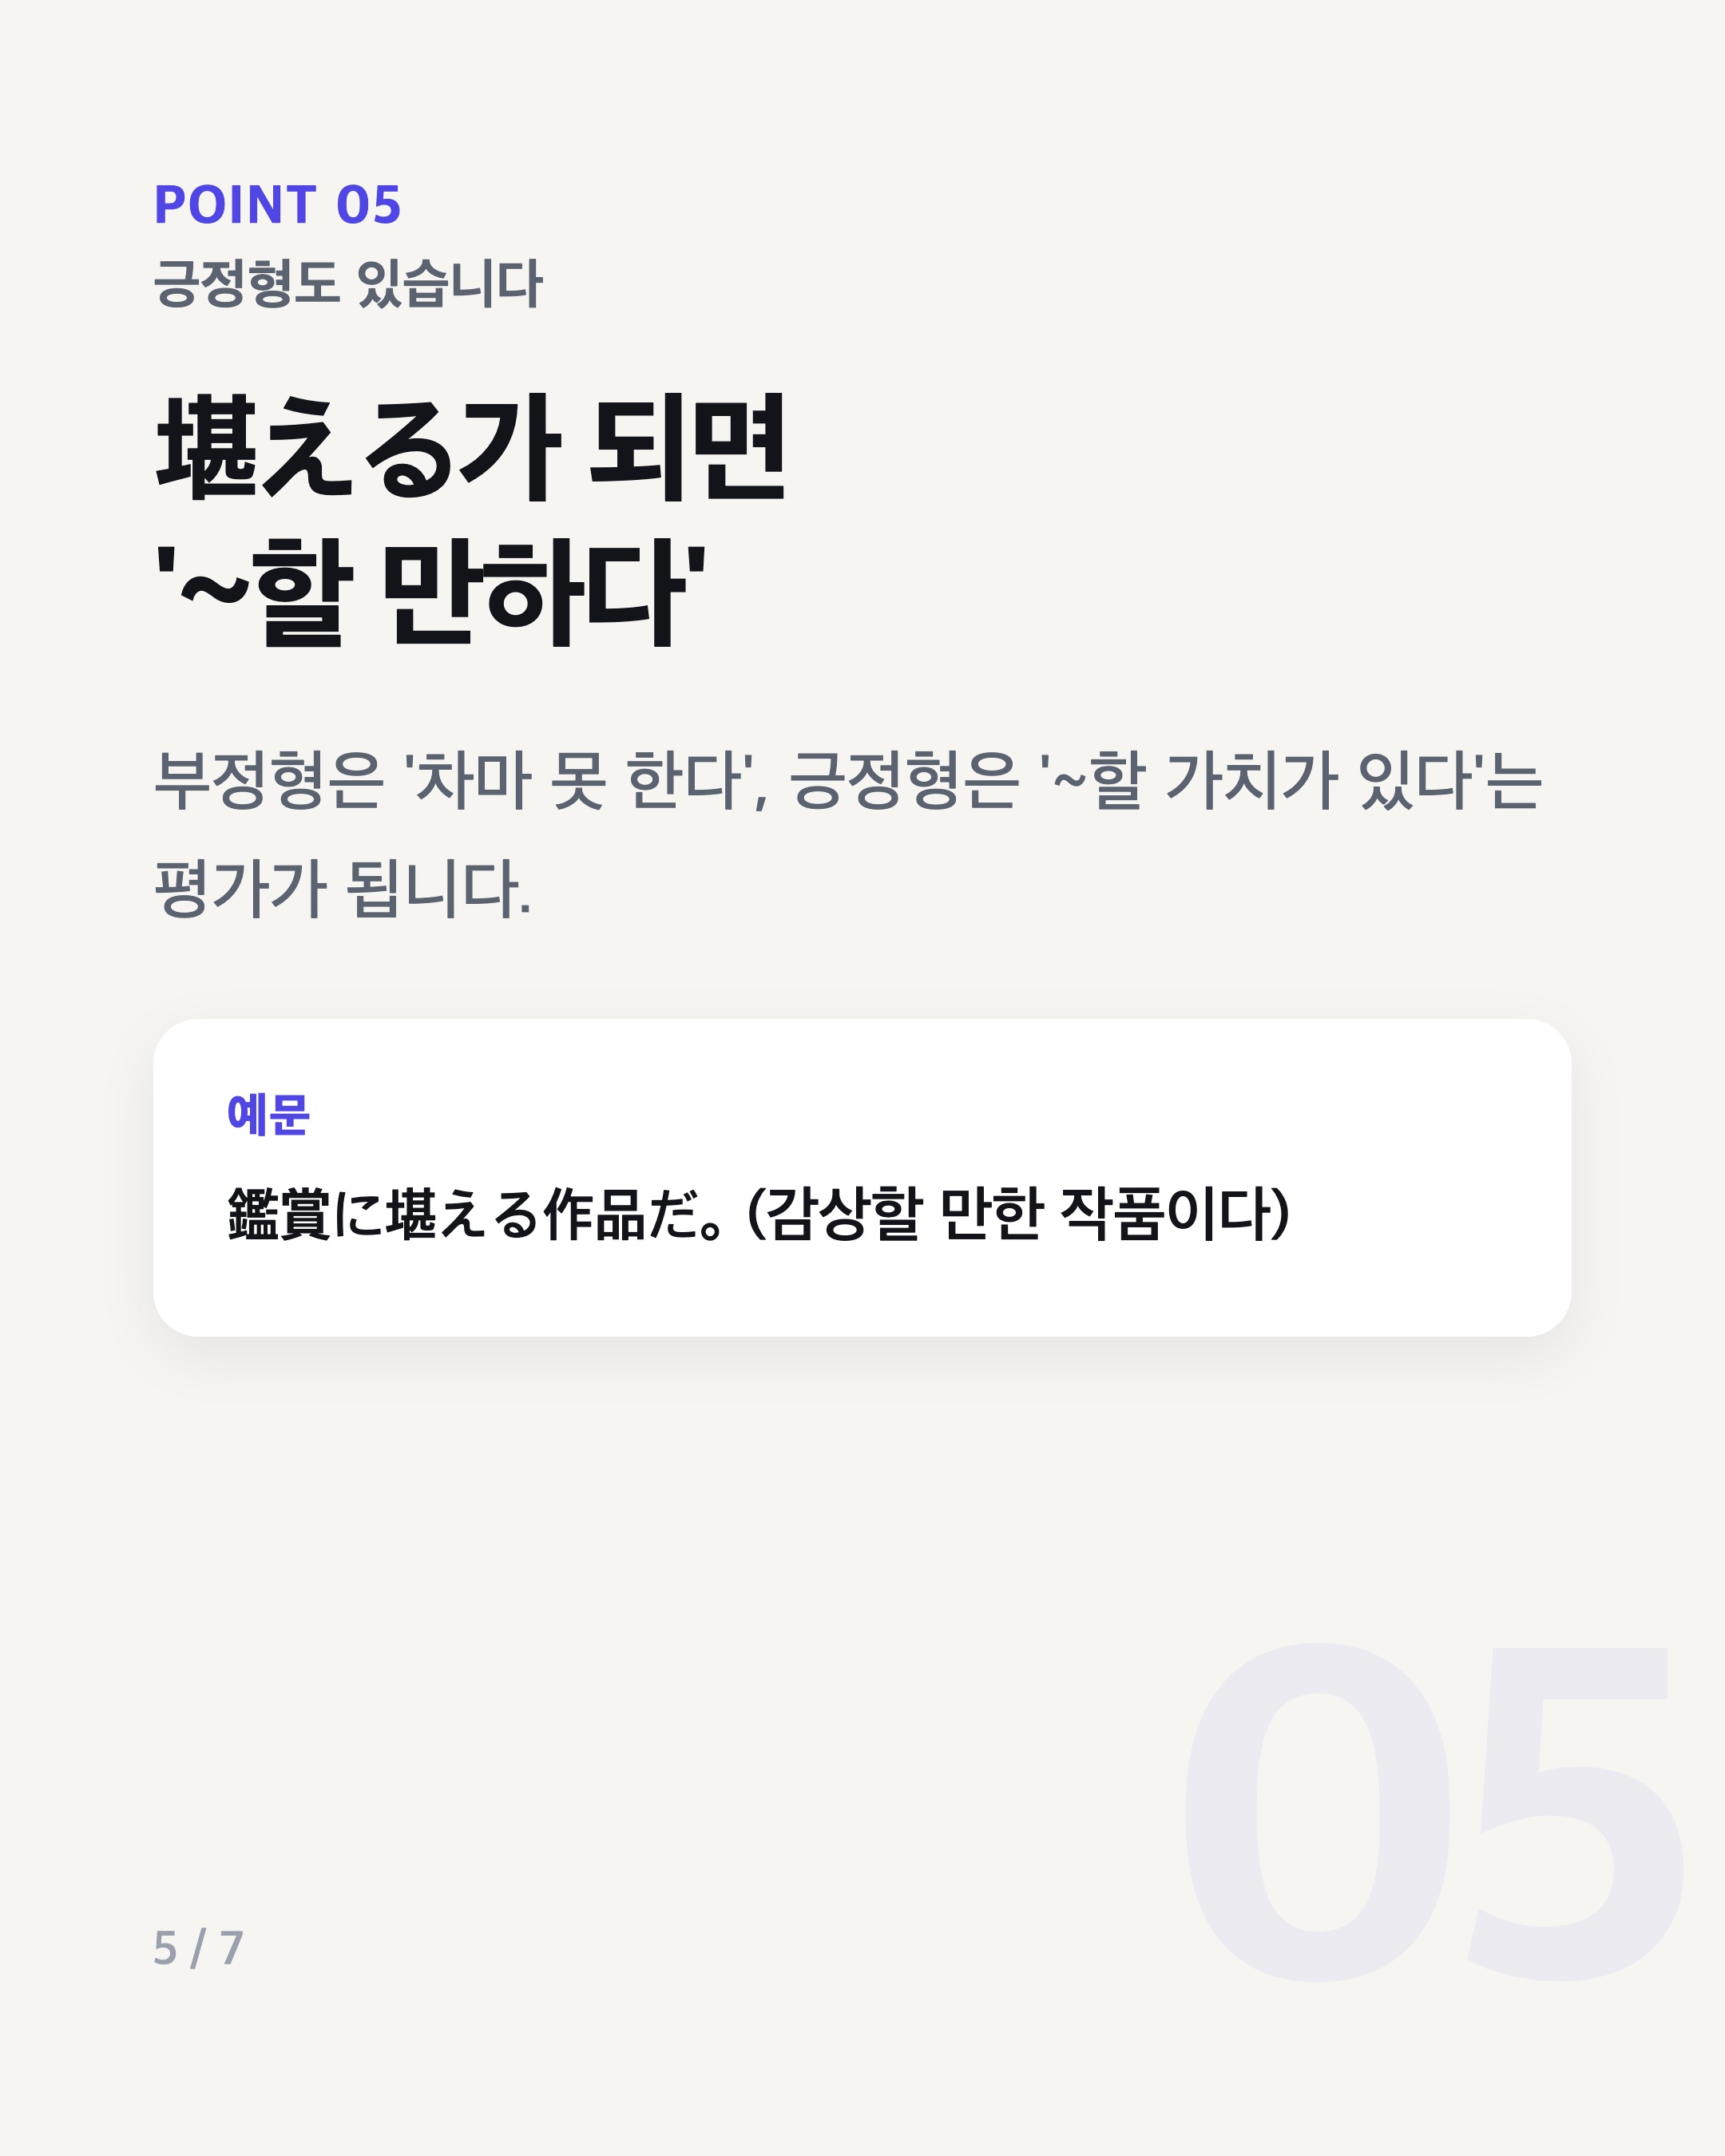 POINT 05
긍정형도 있습니다
堪える가 되면
'~할 만하다'
부정형은 '차마 못 한다', 긍정형은 '~할 가치가 있다'는
평가가 됩니다.
예문
鑑賞に堪える作品だ。(감상할 만한 작품이다)
05
5 / 7